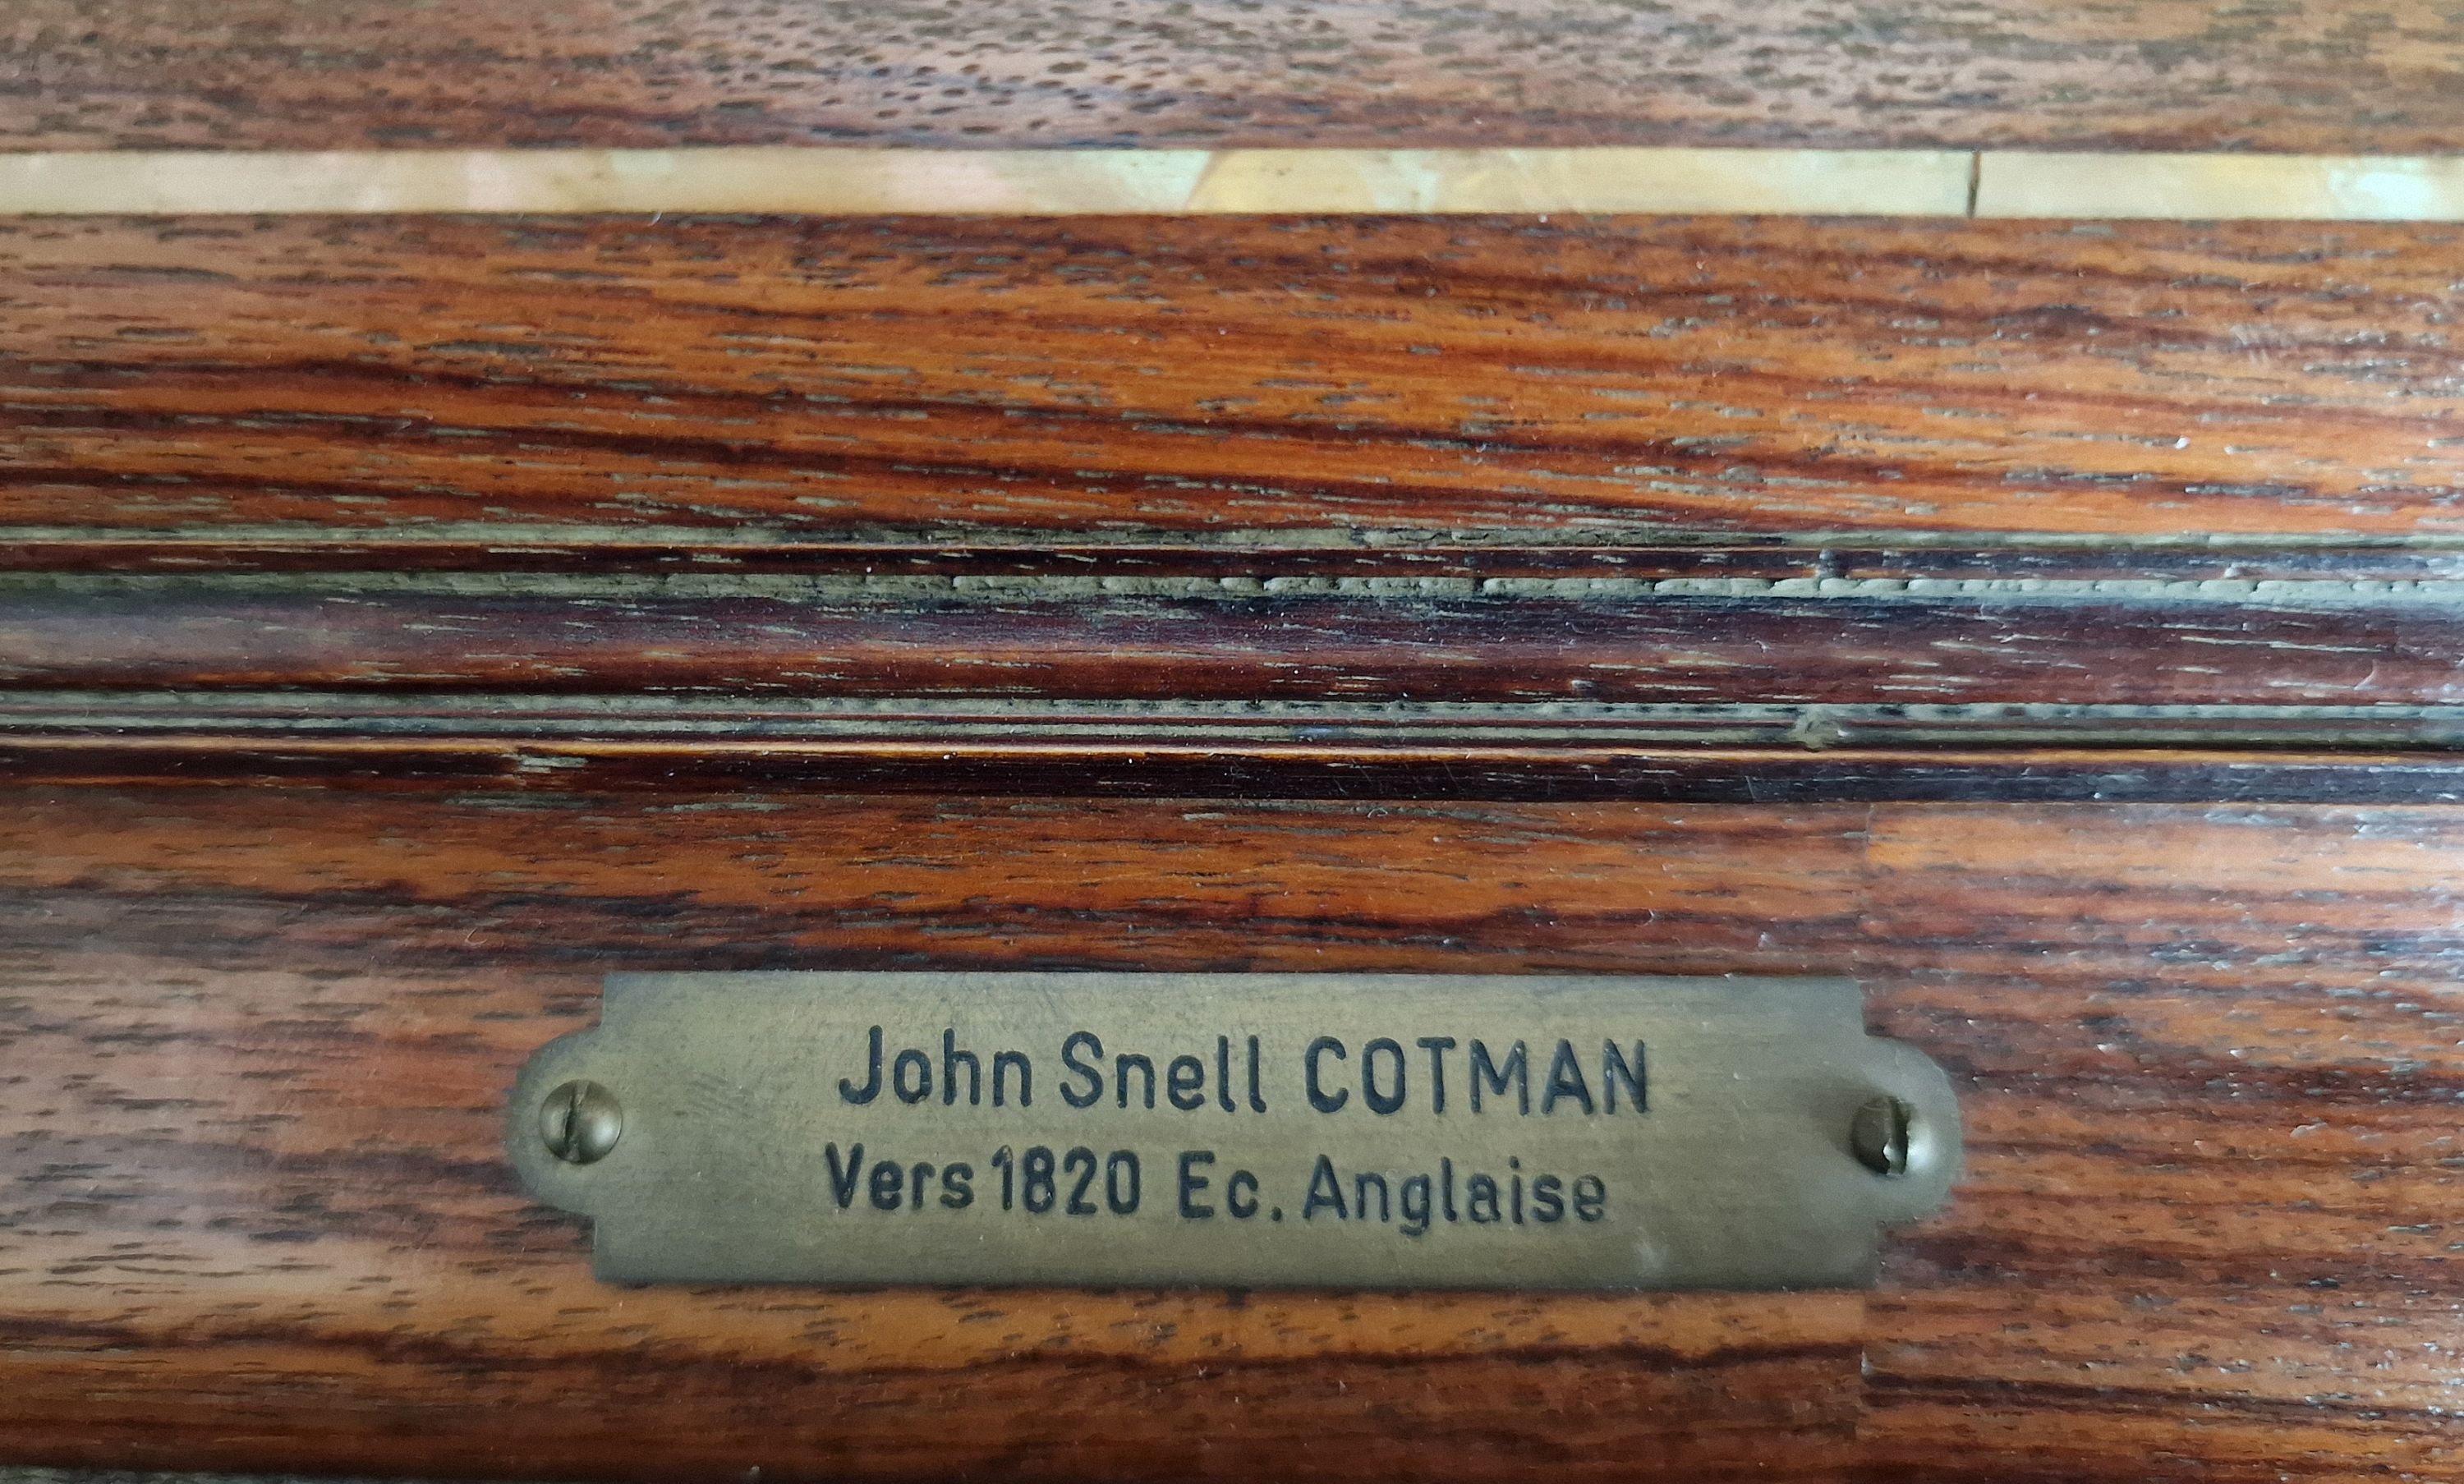 John Snell COTMAN
Vers 1820 Ec. Anglaise